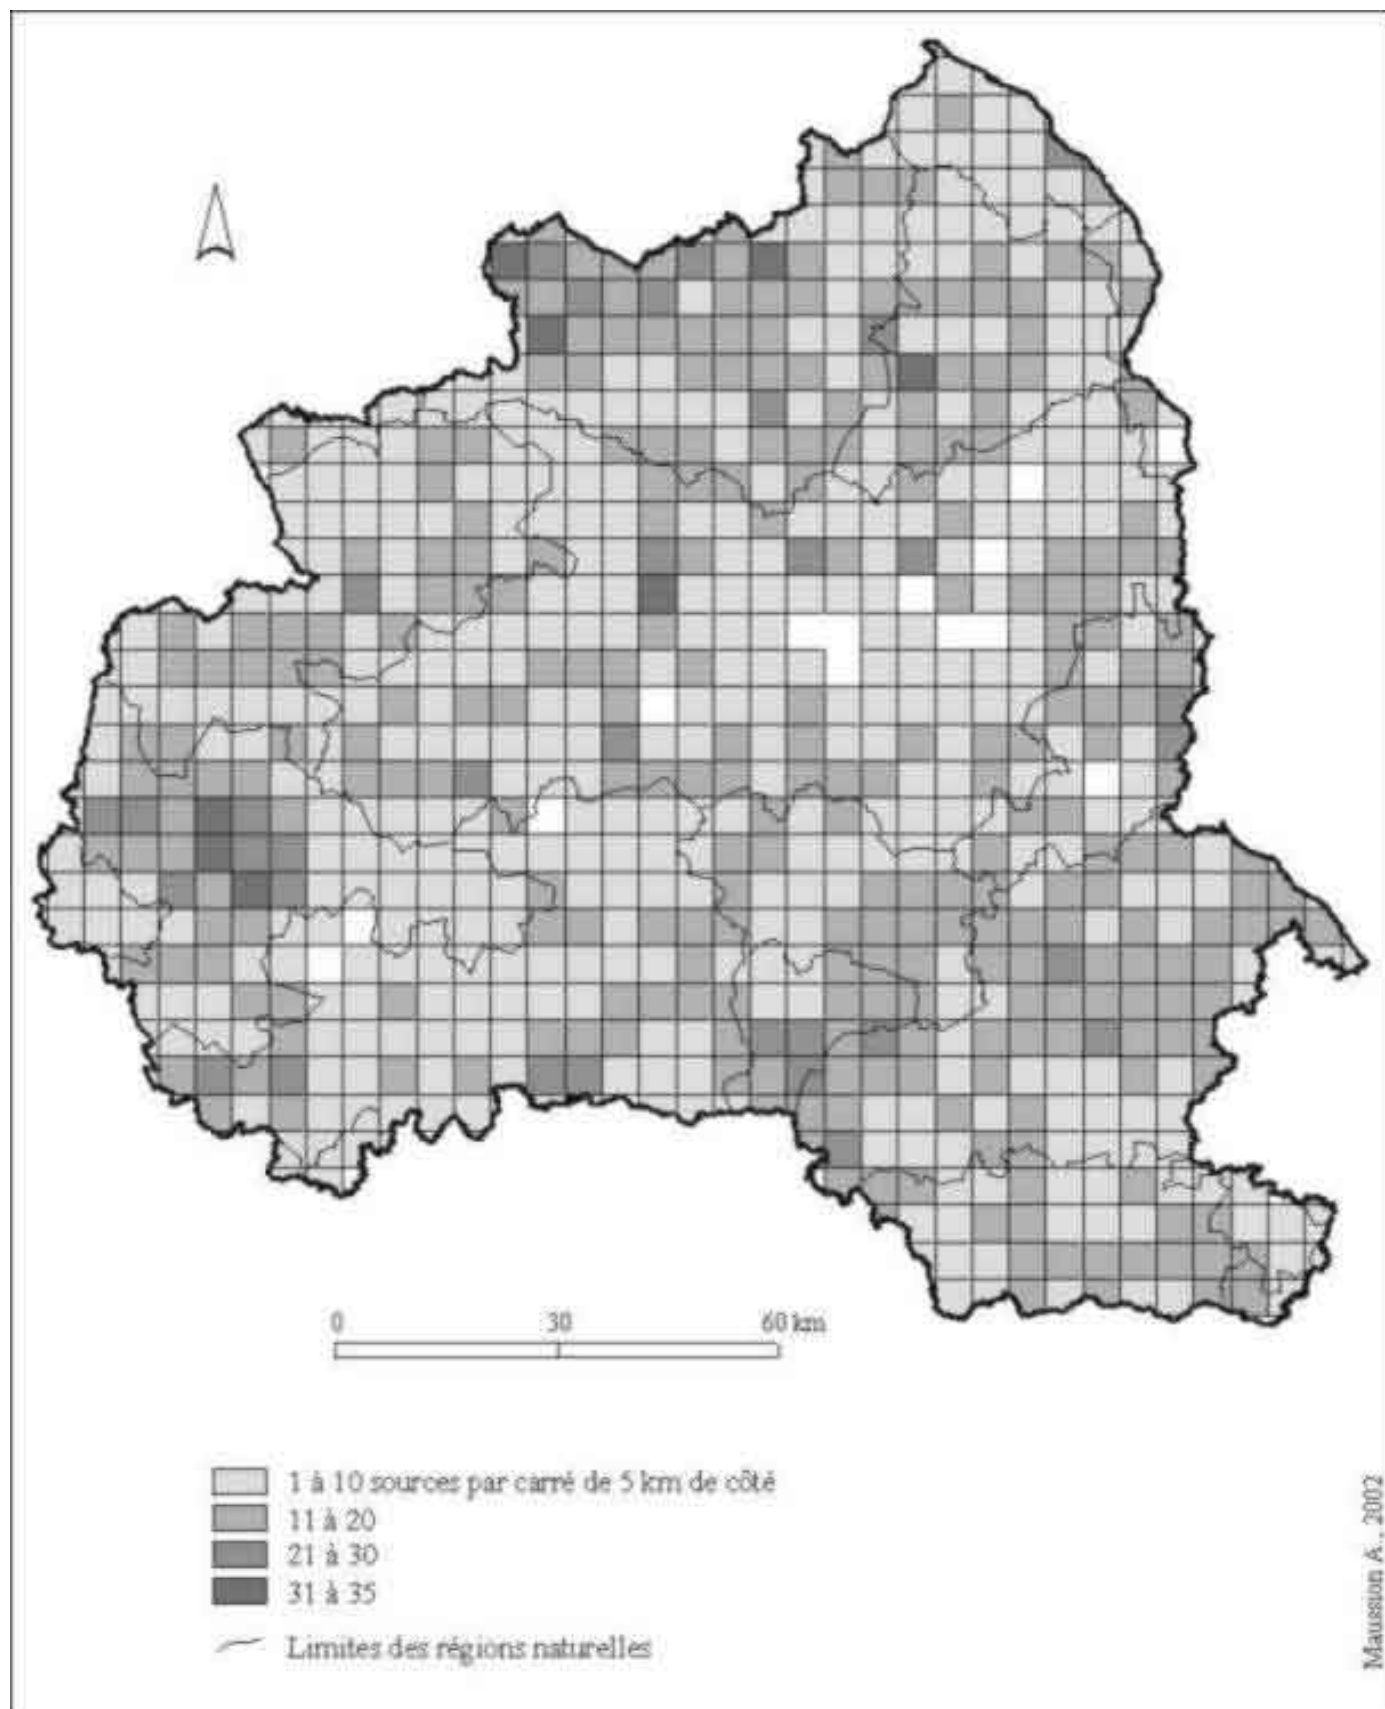 0 30 60 km
1 à 10 sources par carré de 5 km de côté
11 à 20
21 à 30
31 à 35
Limites des régions naturelles
Maussion A., 2002